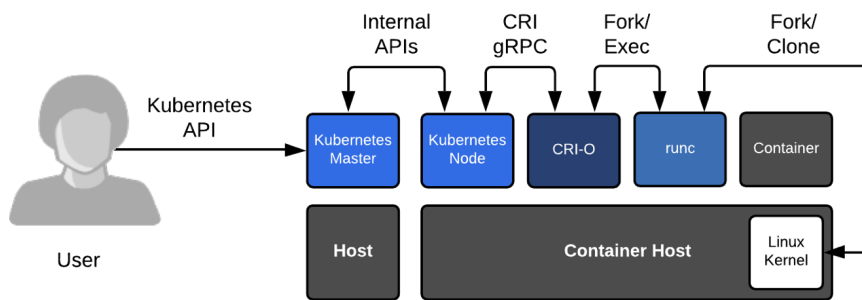 Internal
APIs
CRI
gRPC
Fork/
Exec
Fork/
Clone
Kubernetes
API
Kubernetes
Master
Kubernetes
Node
CRI-O
runc
Container
User
Host
Container Host
Linux
Kernel